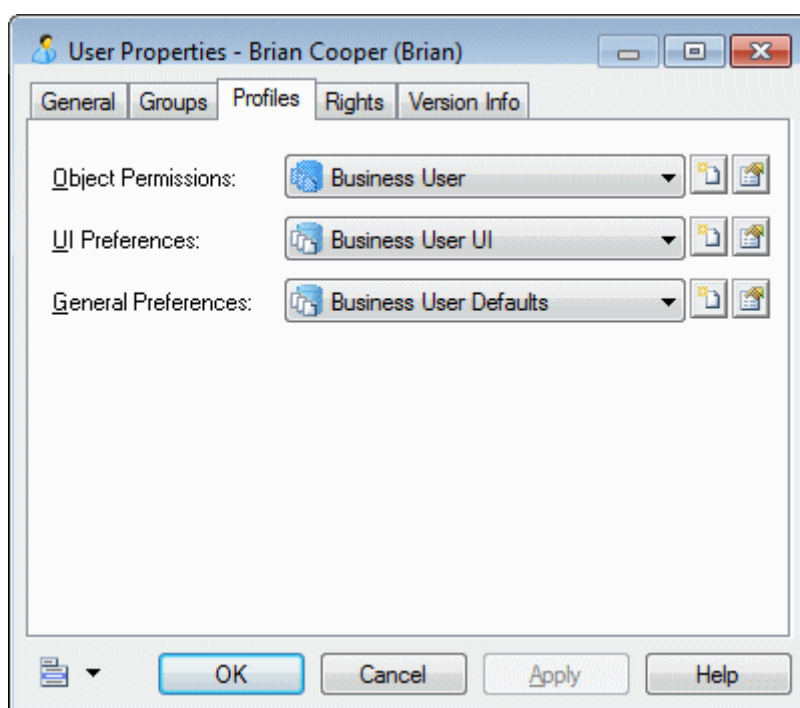 User Properties - Brian Cooper (Brian)
General Groups Profiles Rights Version Info
Object Permissions: Business User
UI Preferences: Business User UI
General Preferences: Business User Defaults
OK Cancel Apply Help